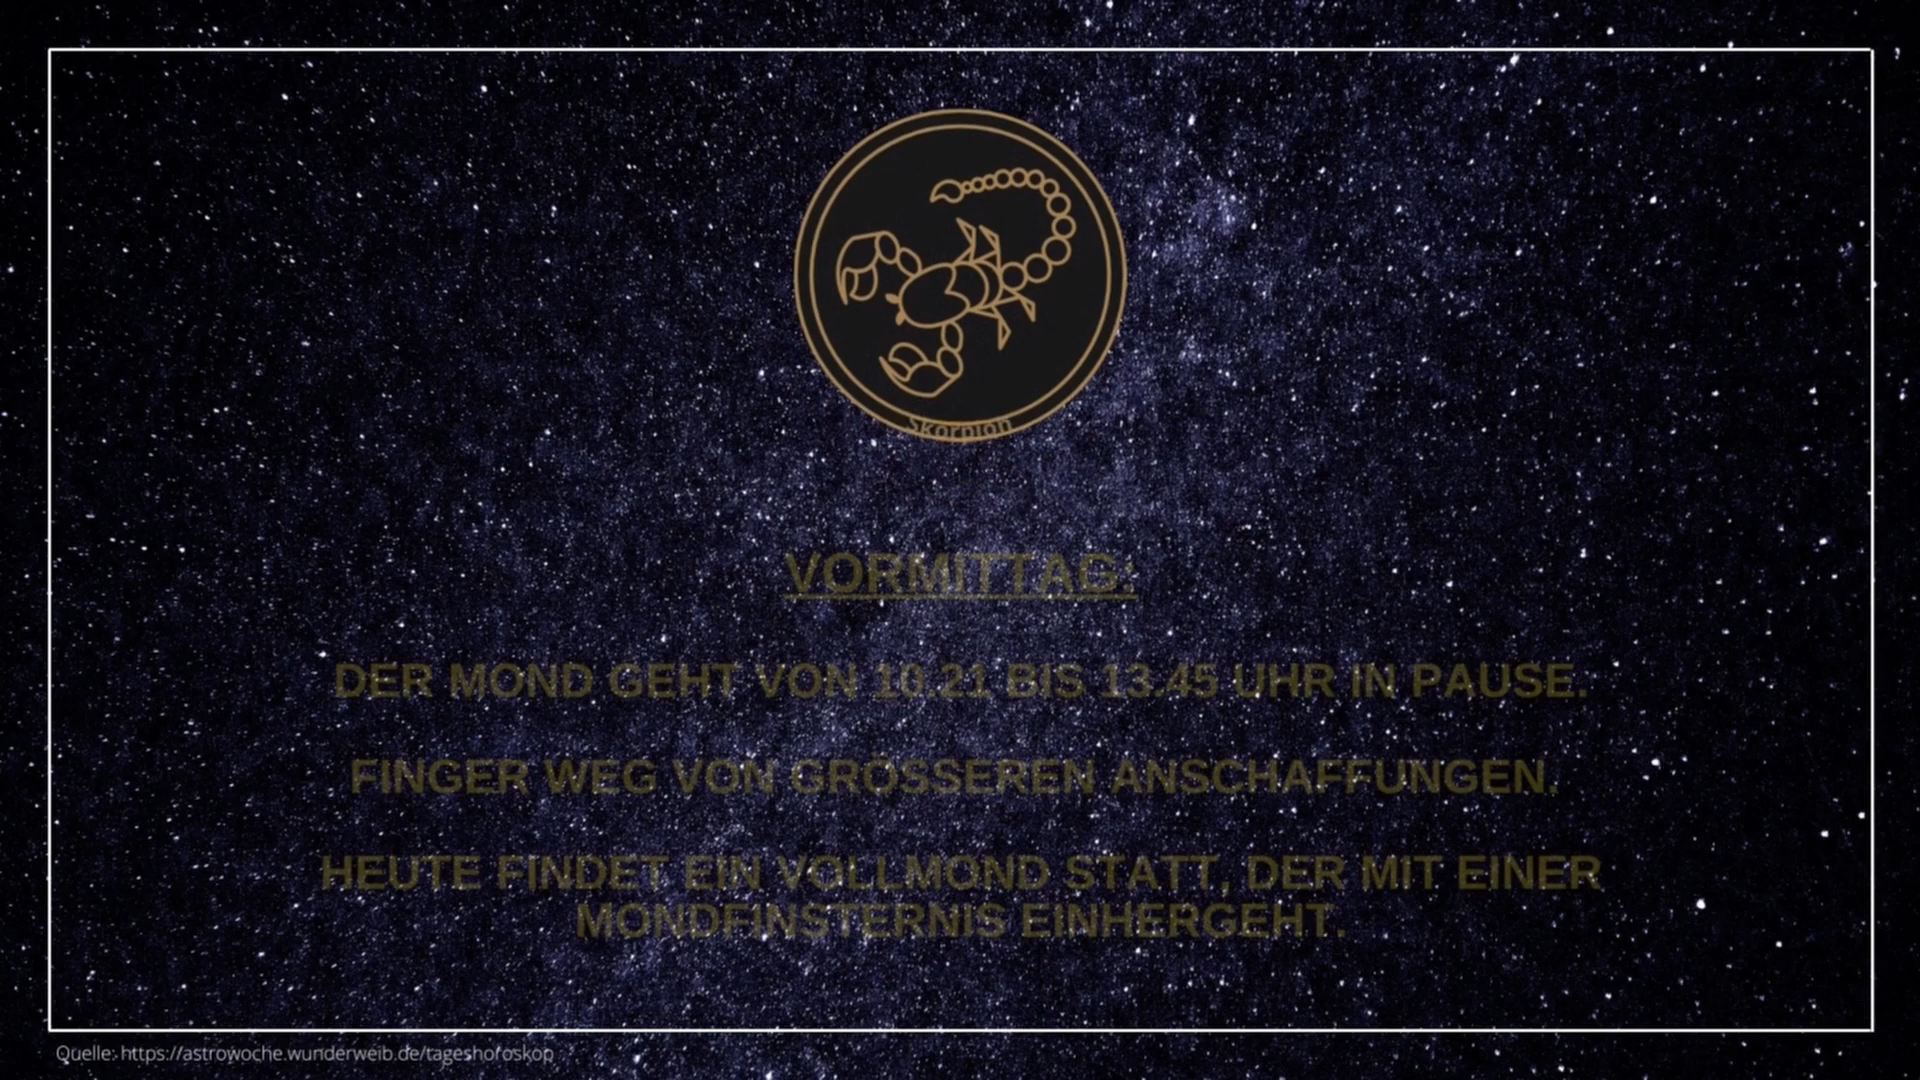 Skorpion
VORMITTAG:
DER MOND GEHT VON 10.21 BIS 13.45 UHR IN PAUSE.
FINGER WEG VON GRÖSSEREN ANSCHAFFUNGEN.
HEUTE FINDET EIN VOLLMOND STATT, DER MIT EINER
MONDFINSTERNIS EINHERGEHT.
Quelle: https://astrowoche.wunderweib.de/tageshoroskop